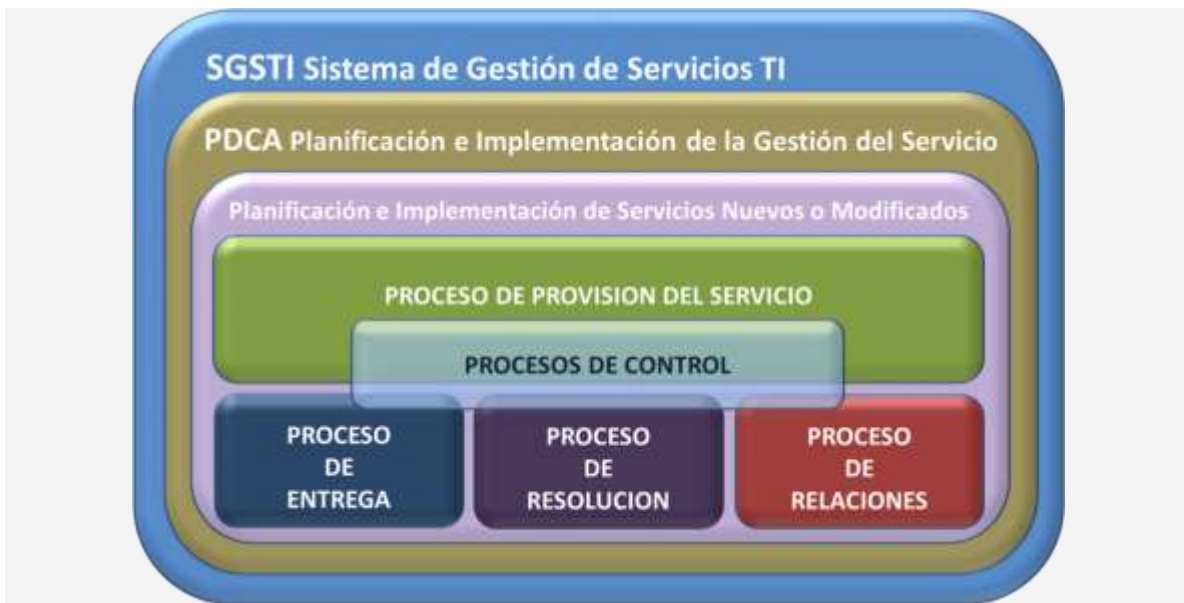 SGSTI Sistema de Gestión de Servicios TI
PDCA Planificación e Implementación de la Gestión del Servicio
Planificación e Implementación de Servicios Nuevos o Modificados
PROCESO DE PROVISION DEL SERVICIO
PROCESOS DE CONTROL
PROCESO
DE
ENTREGA
PROCESO
DE
RESOLUCION
PROCESO
DE
RELACIONES